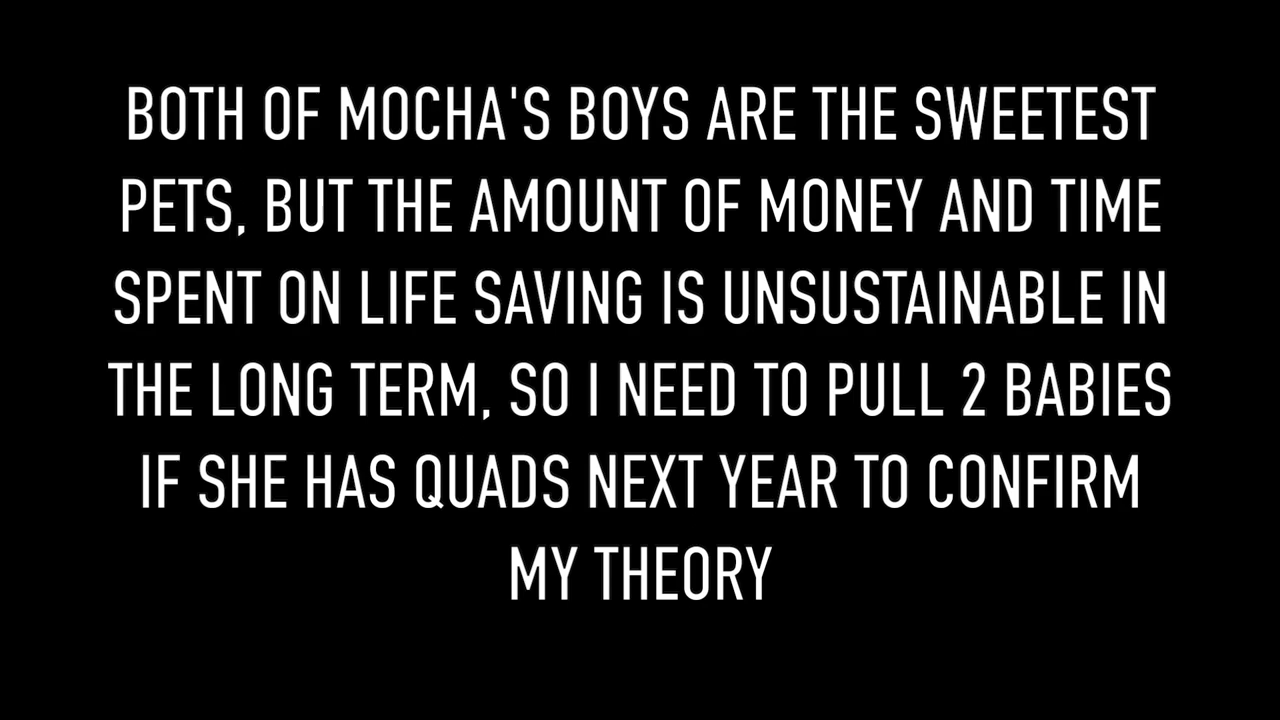 BOTH OF MOCHA'S BOYS ARE THE SWEETEST
PETS, BUT THE AMOUNT OF MONEY AND TIME
SPENT ON LIFE SAVING IS UNSUSTAINABLE IN
THE LONG TERM, SO I NEED TO PULL 2 BABIES
IF SHE HAS QUADS NEXT YEAR TO CONFIRM
MY THEORY